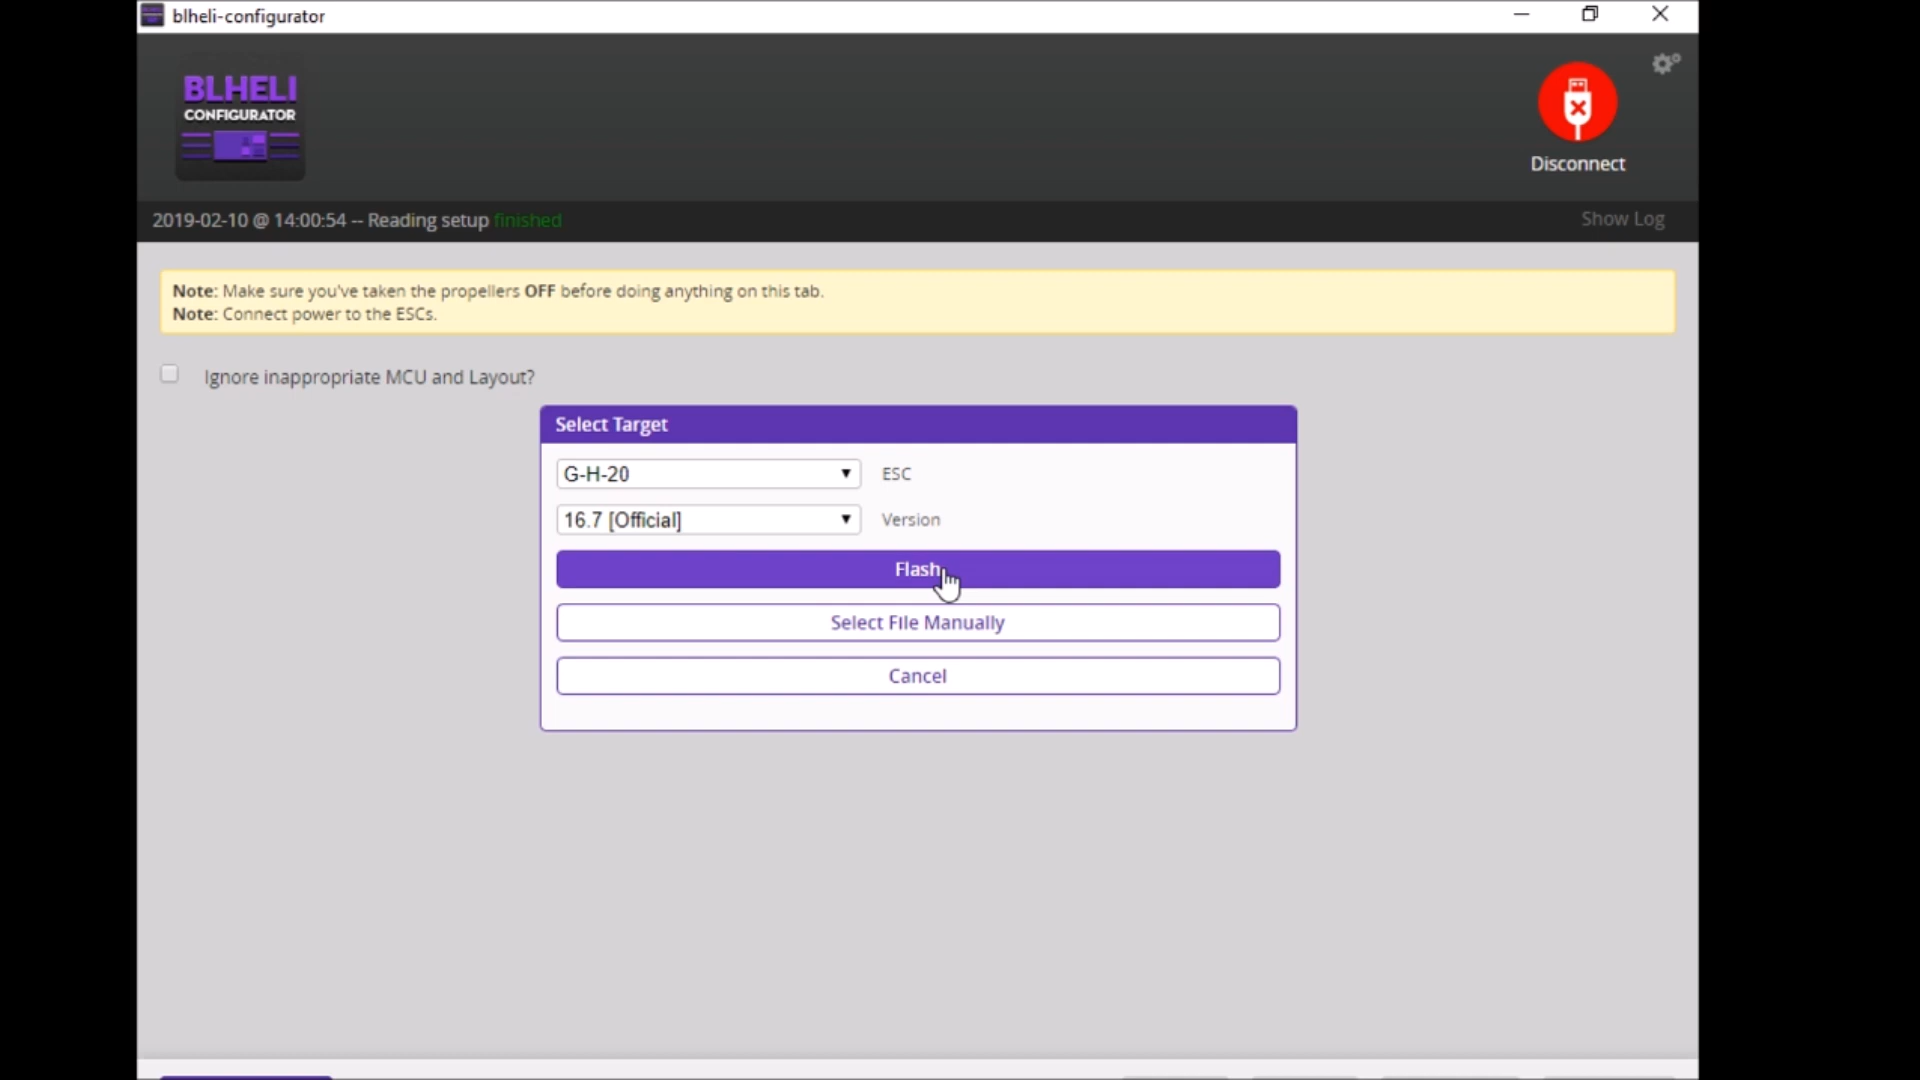 blheli-configurator
BLHELI
CONFIGURATOR
Disconnect
2019-02-10 @ 14:00:54 -- Reading setup finished
Show Log
Note: Make sure you've taken the propellers OFF before doing anything on this tab.
Note: Connect power to the ESCs.
Ignore inappropriate MCU and Layout?
Select Target
G-H-20 ESC
16.7 [Official] Version
Flash
Select File Manually
Cancel